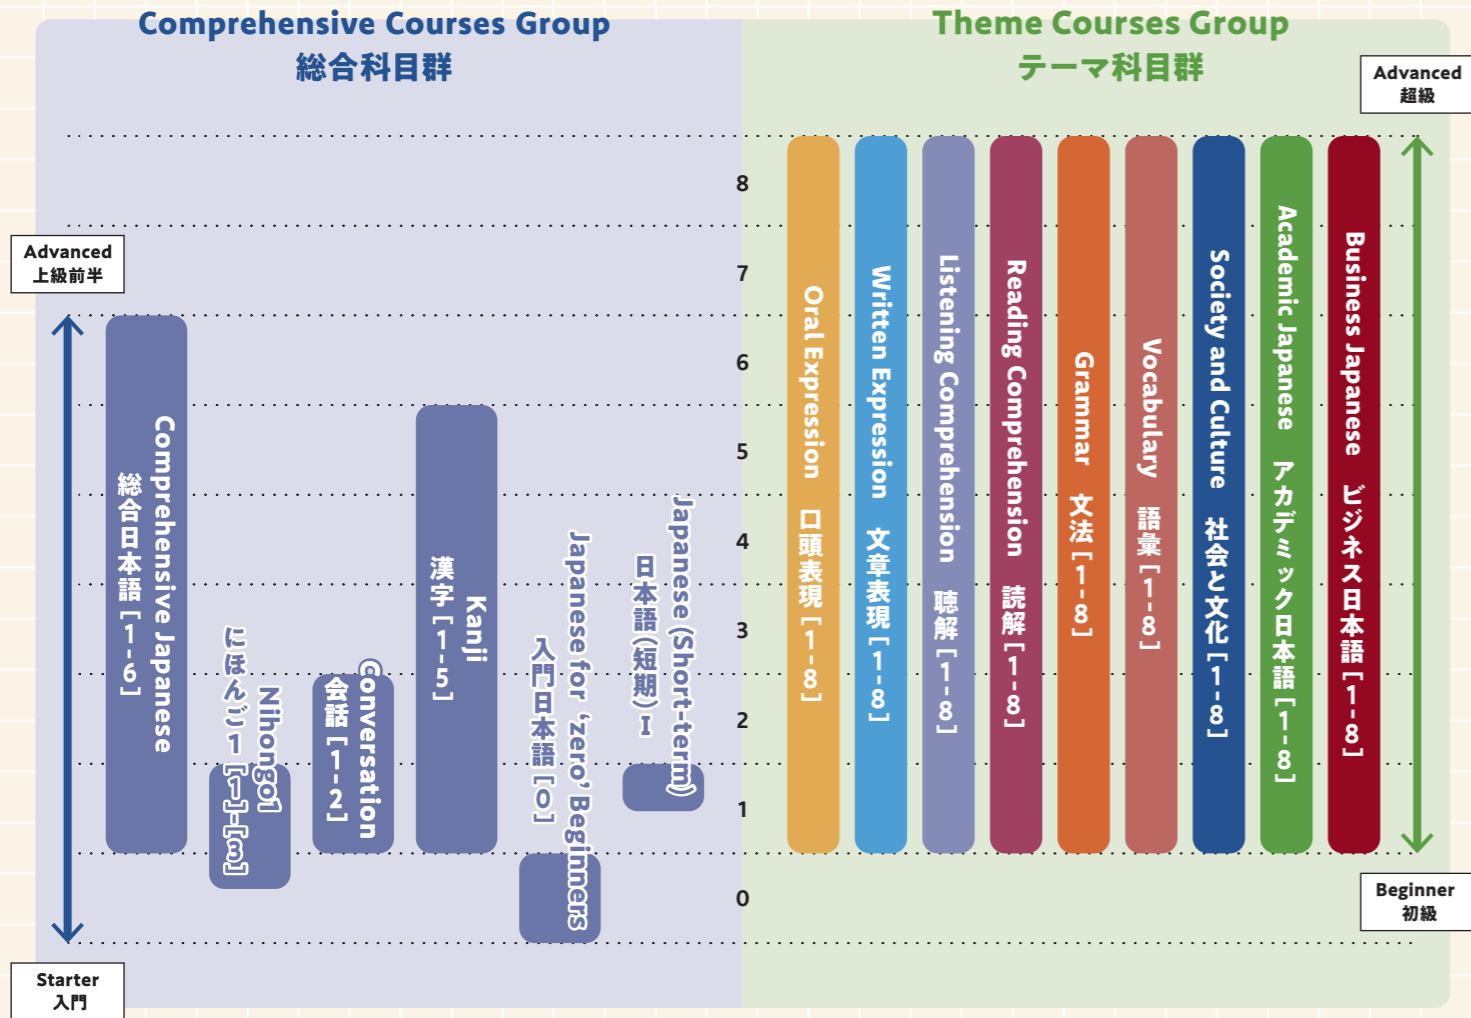 Comprehensive Courses Group
総合科目群
Theme Courses Group
テーマ科目群
Advanced
上級前半
Starter
入門
Advanced
超級
Beginner
初級
8
7
6
5
4
3
2
1
0
Comprehensive Japanese
総合日本語 [1-6]
Nihongo1
にほんご1 [1]-[3]
Conversation
会話 [1-2]
Kanji
漢字 [1-5]
Japanese for ‘zero’ Beginners
入門日本語 [0]
Japanese (Short-term)
日本語(短期) I
Oral Expression 口頭表現 [1-8]
Written Expression 文章表現 [1-8]
Listening Comprehension 聴解 [1-8]
Reading Comprehension 読解 [1-8]
Grammar 文法 [1-8]
Vocabulary 語彙 [1-8]
Society and Culture 社会と文化 [1-8]
Academic Japanese アカデミック日本語 [1-8]
Business Japanese ビジネス日本語 [1-8]